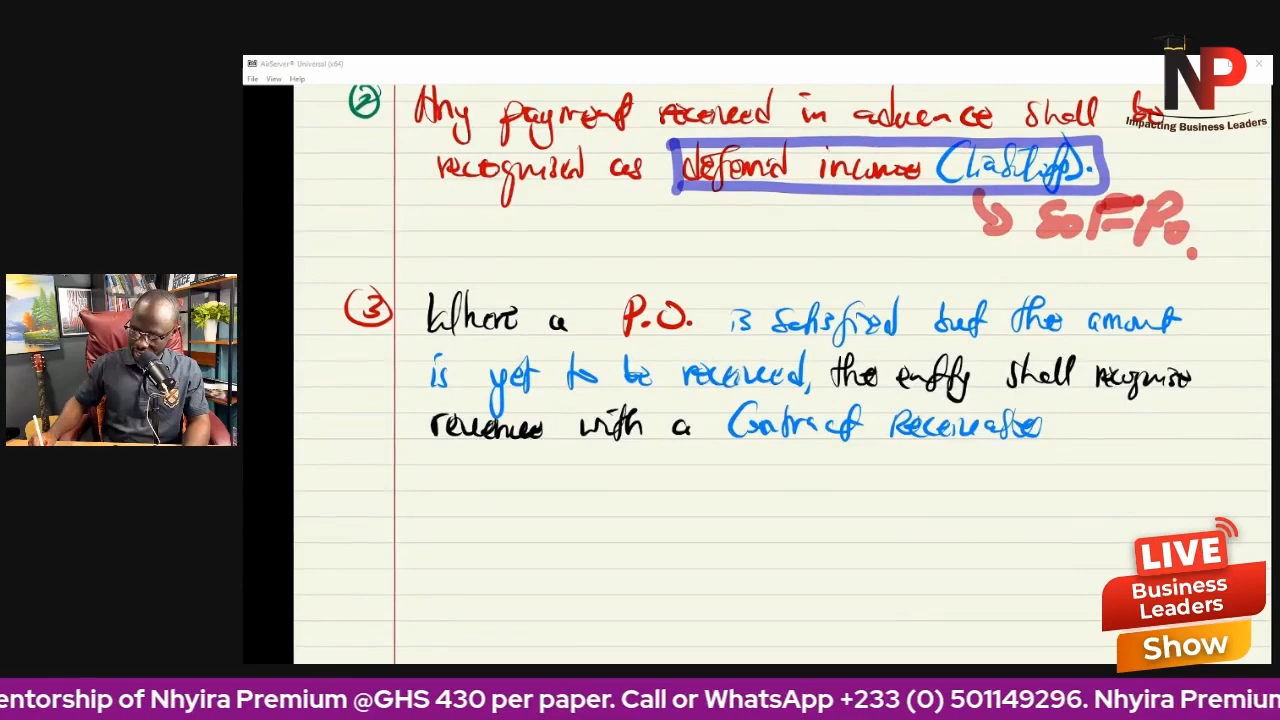 AirServer® Universal (x64)
File View Help
NP
Impacting Business Leaders
② Any payment received in advance shall be
recognised as deferred income (Liability).
↳ SOFPO.
③ Where a P.O. is satisfied but the amount
is yet to be received, the entity shall recognise
revenue with a Contract Receivable
LIVE
Business
Leaders
Show
entorship of Nhyira Premium @GHS 430 per paper. Call or WhatsApp +233 (0) 501149296. Nhyira Premium